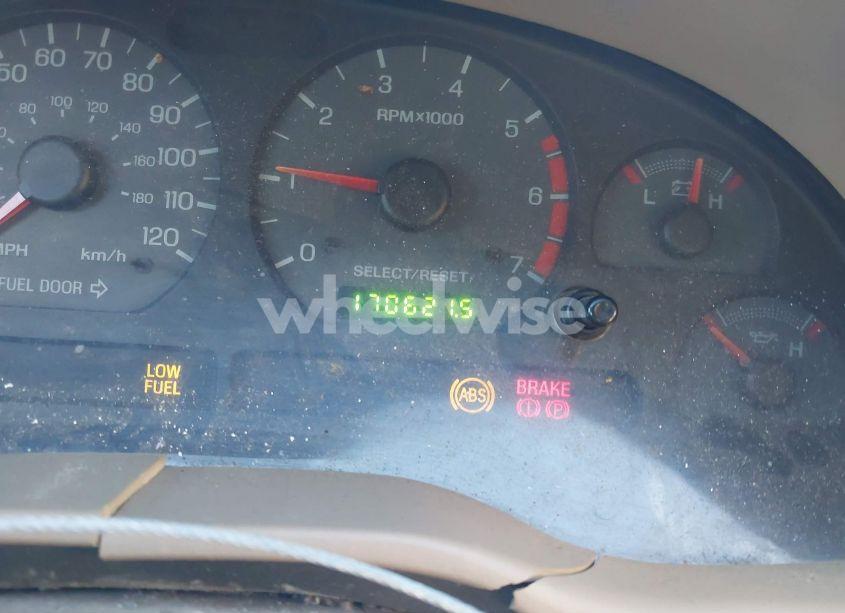 50 60 70 80 90 100 110 120
80 100 120 140 160 180
MPH km/h
FUEL DOOR
0 1 2 3 4 5 6 7
RPM×1000
SELECT/RESET
170621.5
L H
H
wheelwise
LOW
FUEL
ABS
BRAKE
P